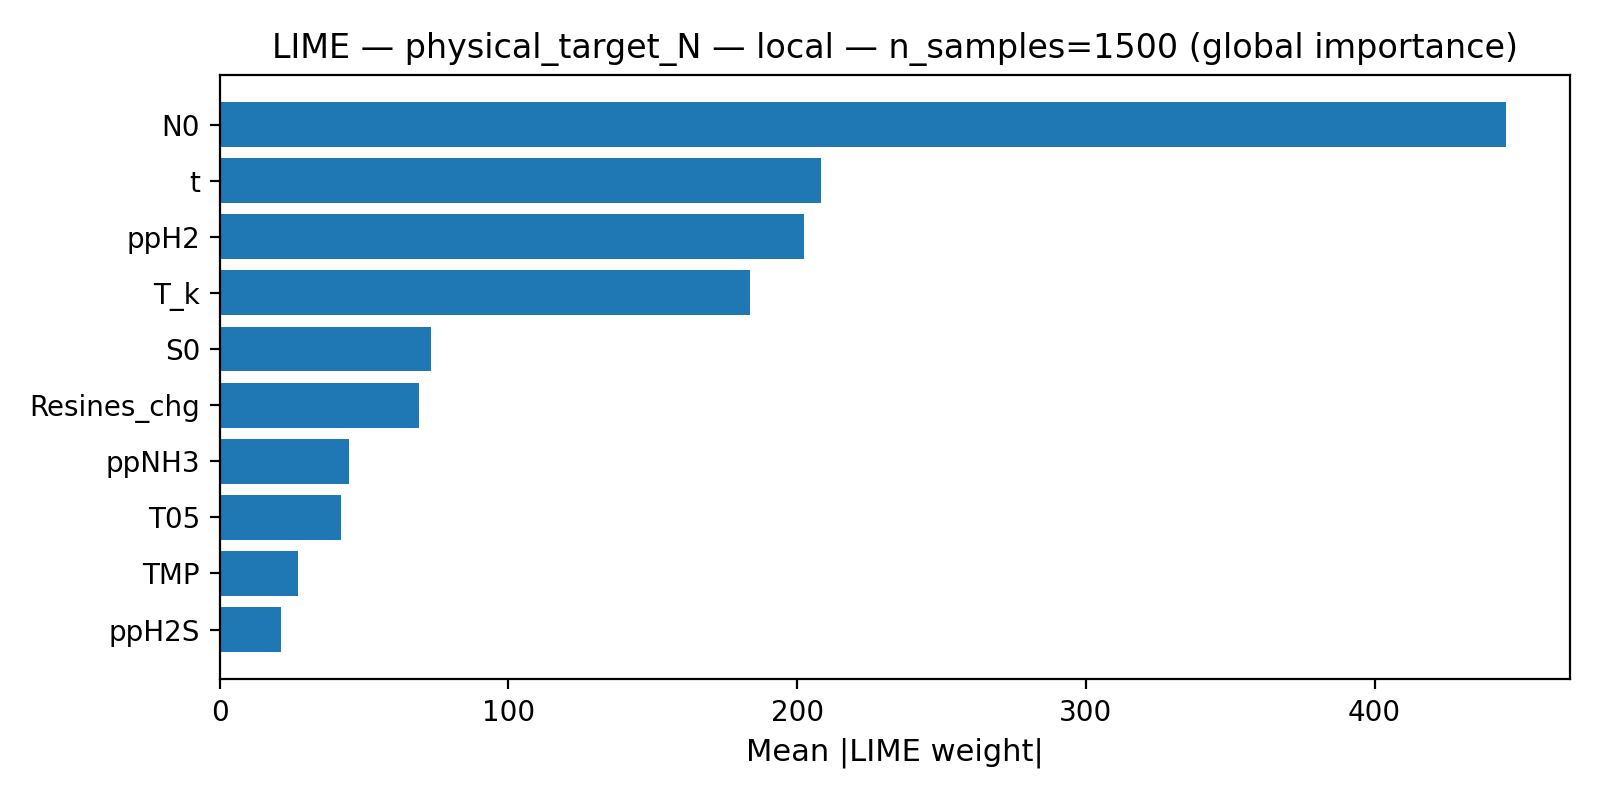 LIME — physical_target_N — local — n_samples=1500 (global importance)
N0
t
ppH2
T_k
S0
Resines_chg
ppNH3
T05
TMP
ppH2S
0 100 200 300 400
Mean |LIME weight|